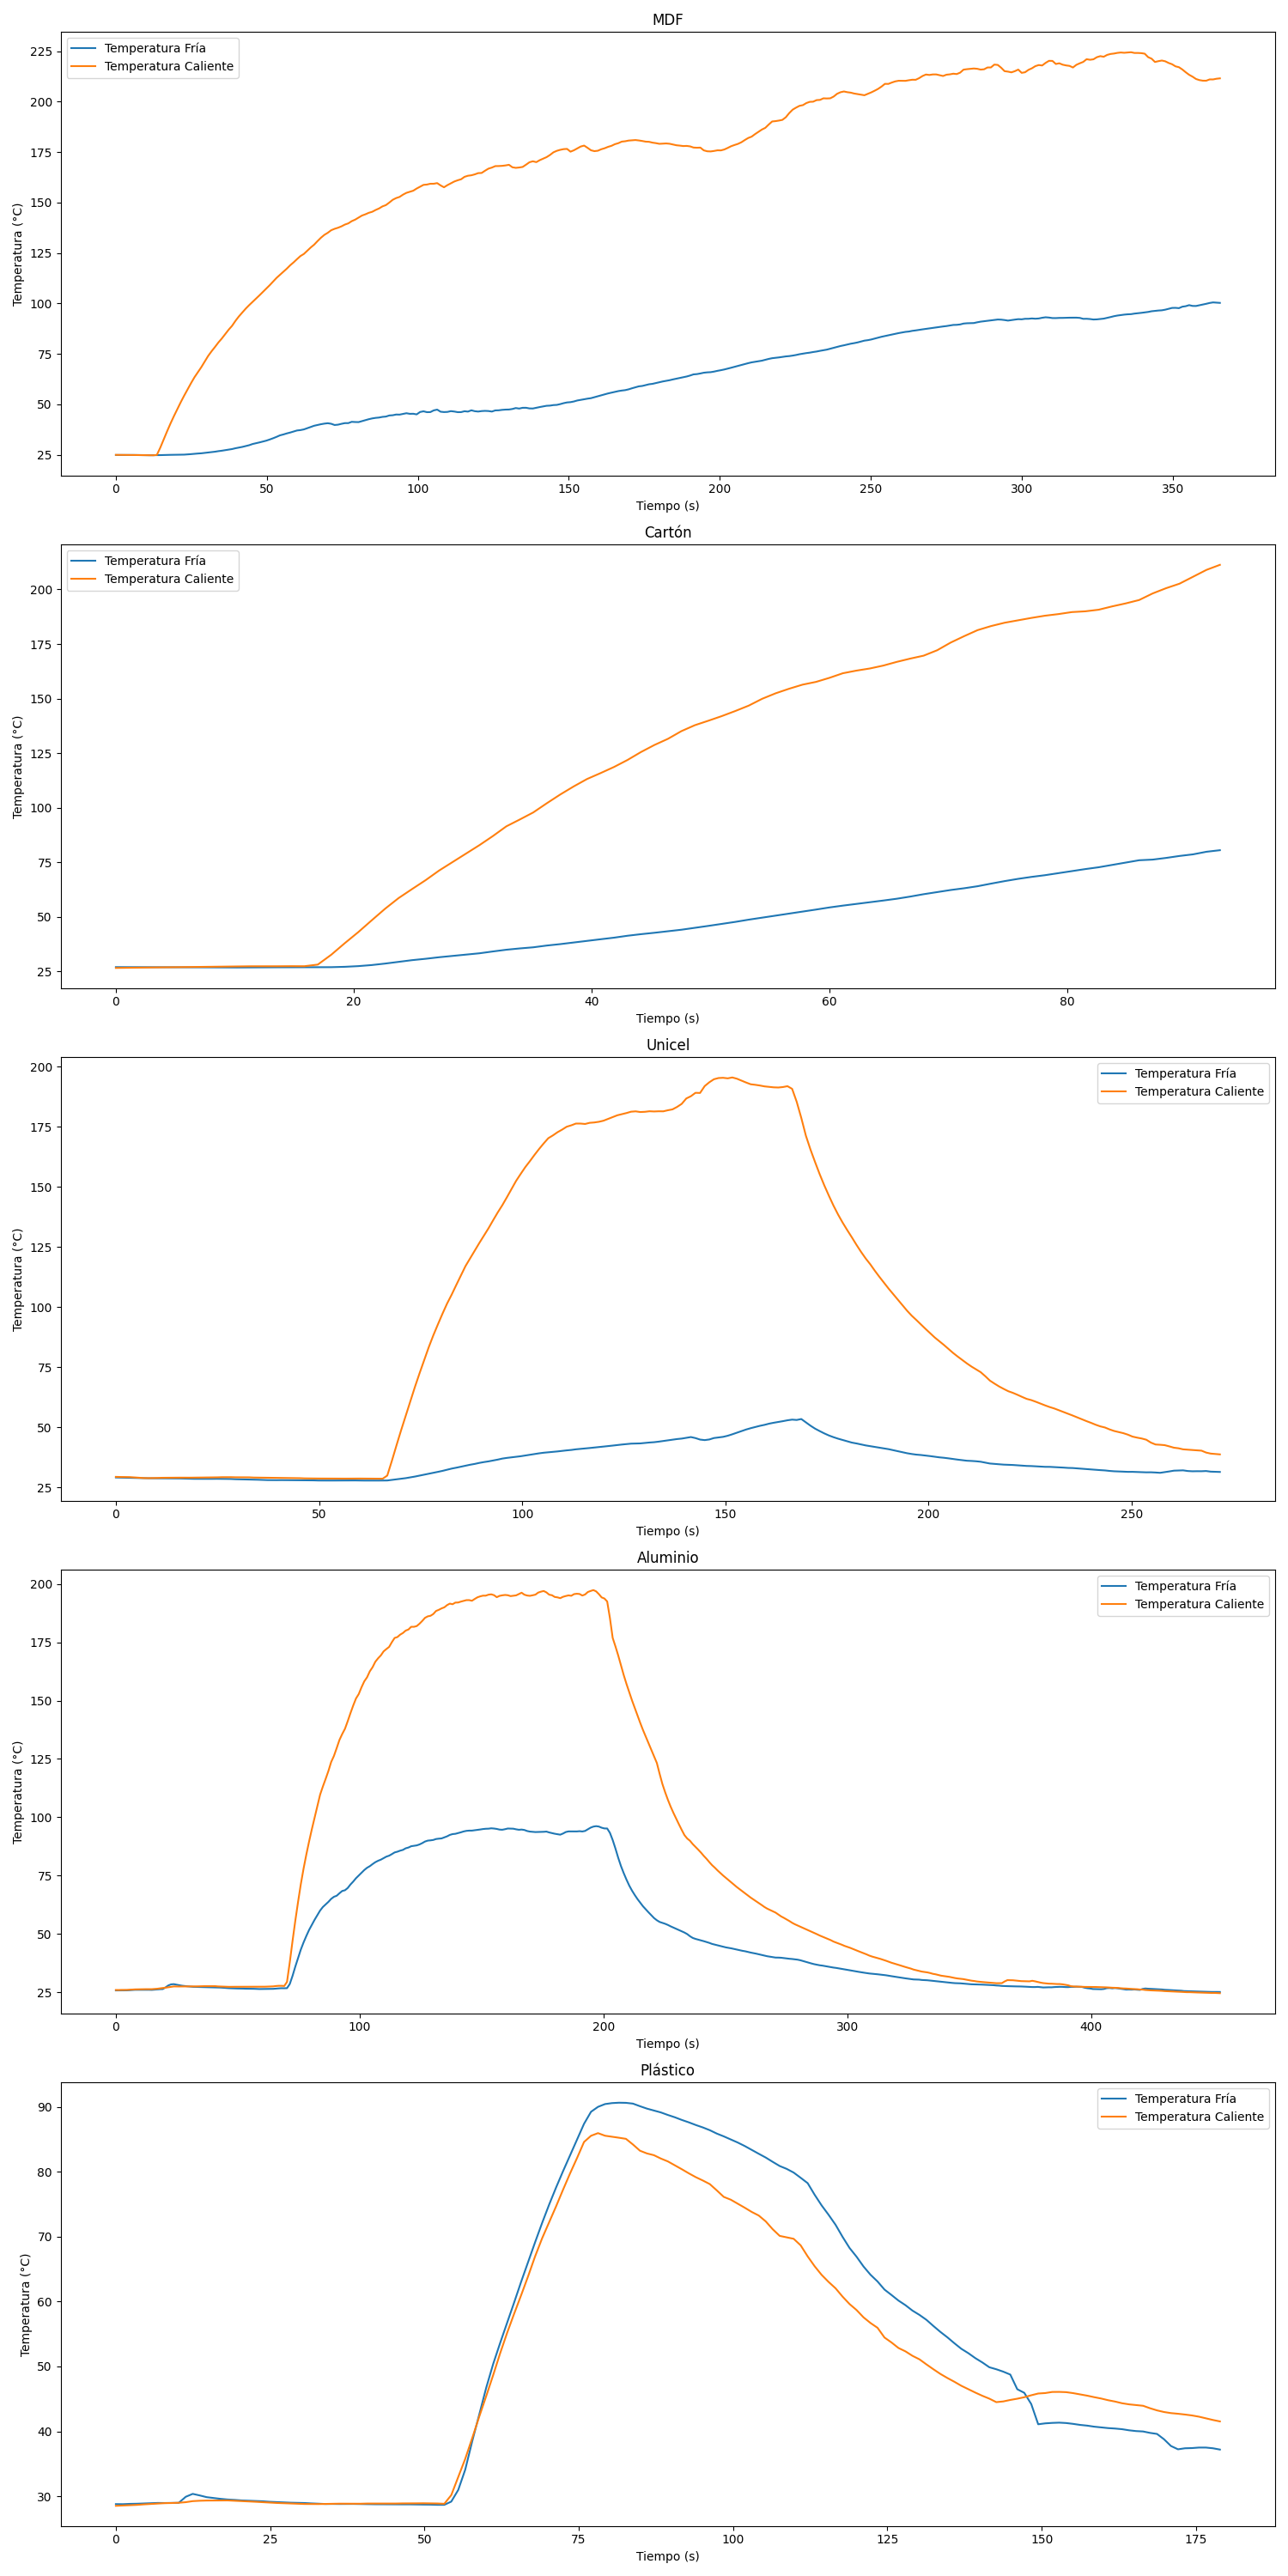 MDF
Temperatura Fría
Temperatura Caliente
Temperatura (°C)
225
200
175
150
125
100
75
50
25
0 50 100 150 200 250 300 350
Tiempo (s)
Cartón
Temperatura Fría
Temperatura Caliente
Temperatura (°C)
200
175
150
125
100
75
50
25
0 20 40 60 80
Tiempo (s)
Unicel
Temperatura Fría
Temperatura Caliente
Temperatura (°C)
200
175
150
125
100
75
50
25
0 50 100 150 200 250
Tiempo (s)
Aluminio
Temperatura Fría
Temperatura Caliente
Temperatura (°C)
200
175
150
125
100
75
50
25
0 100 200 300 400
Tiempo (s)
Plástico
Temperatura Fría
Temperatura Caliente
Temperatura (°C)
90
80
70
60
50
40
30
0 25 50 75 100 125 150 175
Tiempo (s)